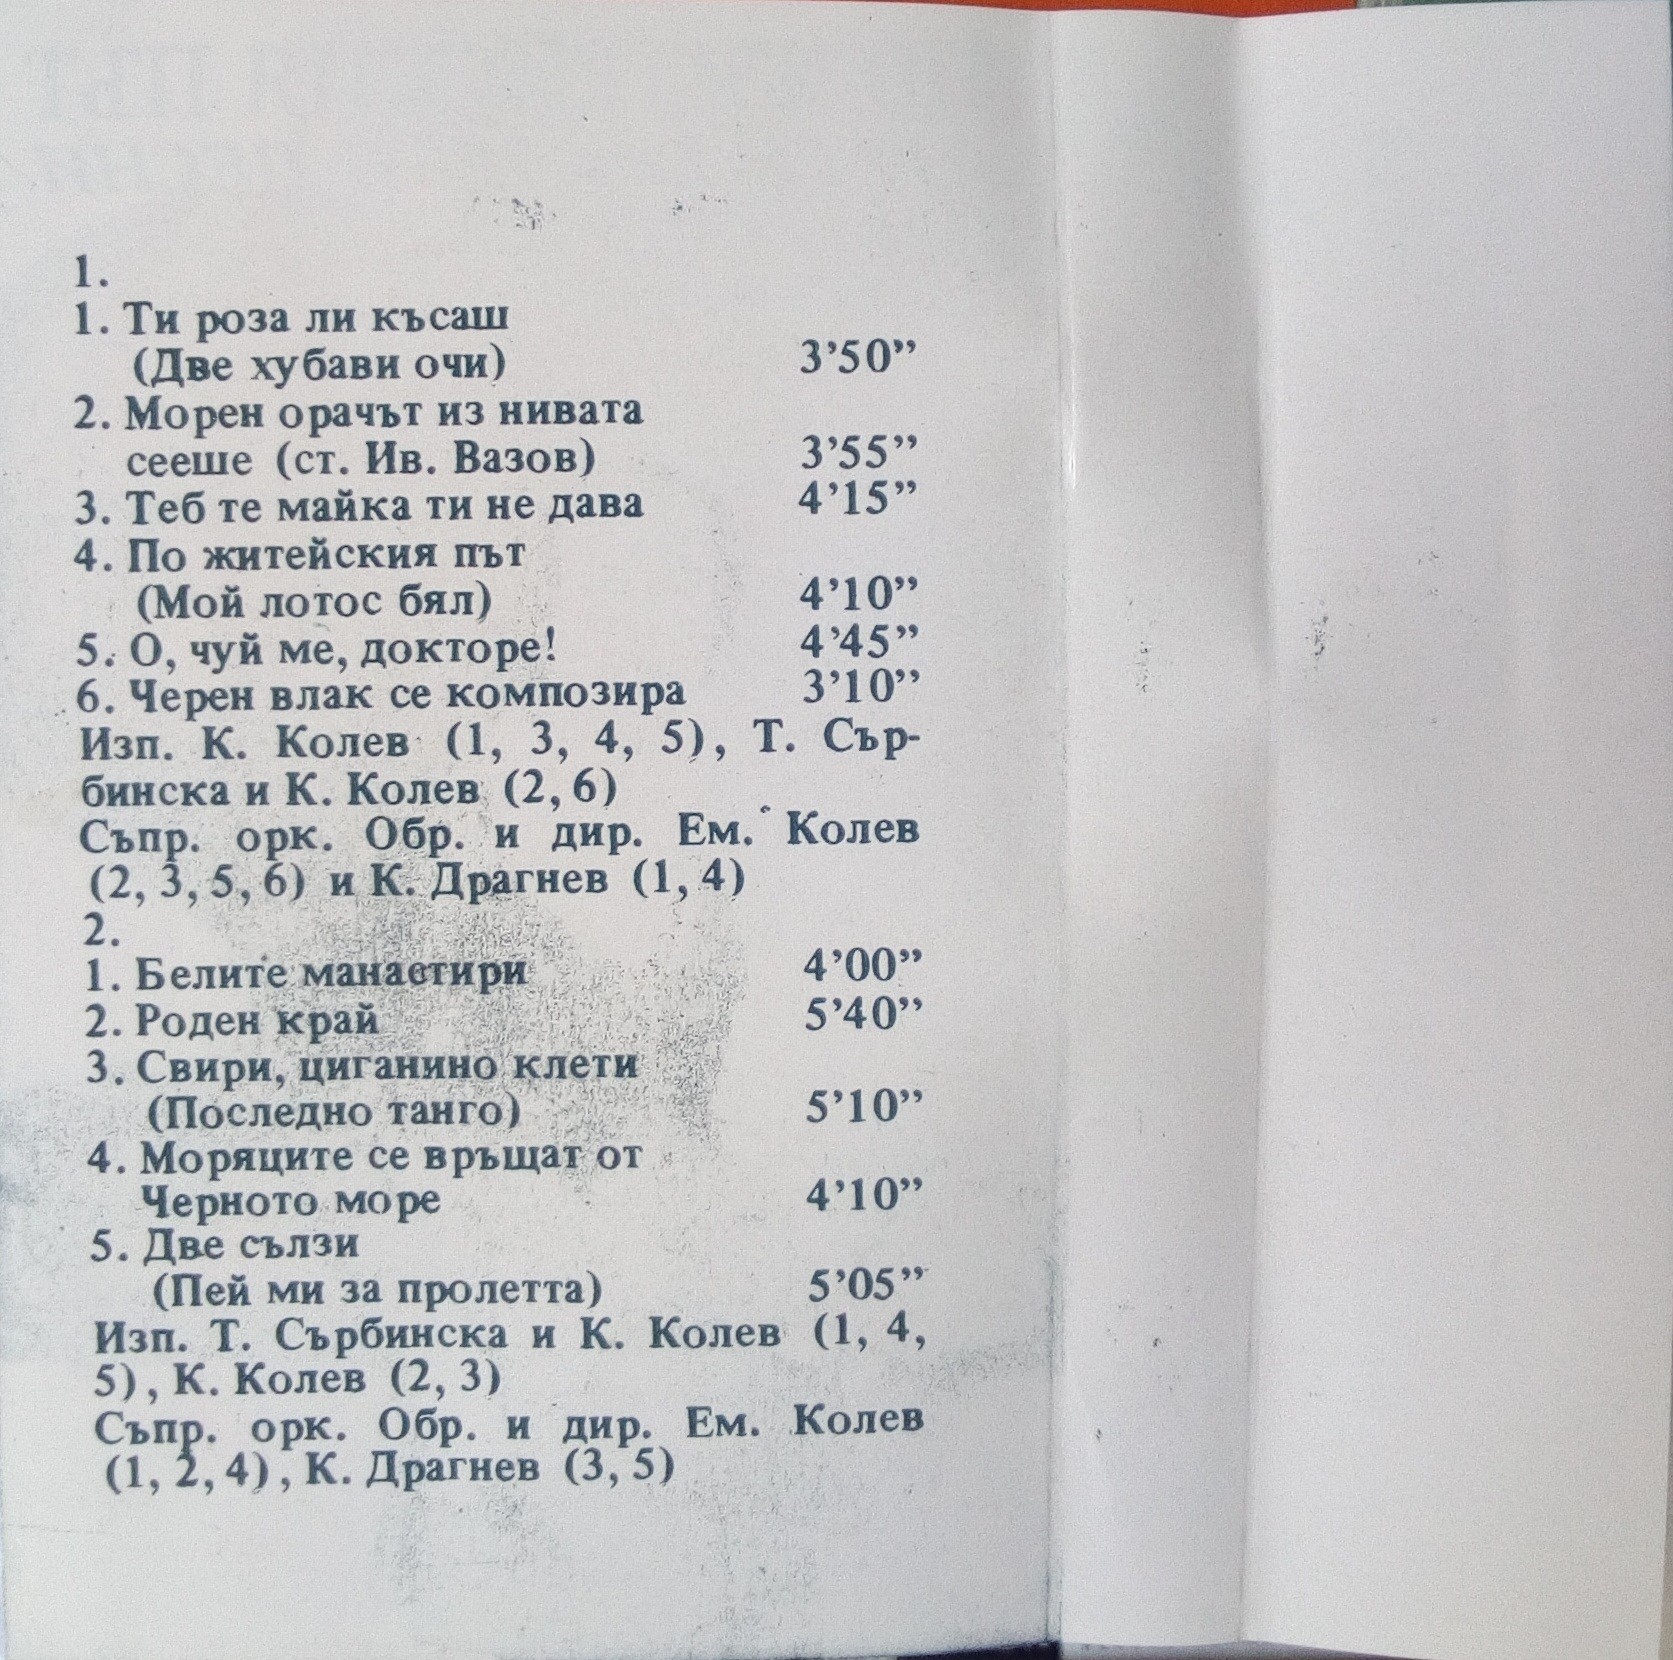 1.
1. Ти роза ли късаш
(Две хубави очи) 3’50”
2. Морен орачът из нивата
сееше (ст. Ив. Вазов) 3’55”
3. Теб те майка ти не дава 4’15”
4. По житейския път
(Мой лотос бял) 4’10”
5. О, чуй ме, докторе! 4’45”
6. Черен влак се композира 3’10”
Изп. К. Колев (1, 3, 4, 5), Т. Сър-
бинска и К. Колев (2, 6)
Съпр. орк. Обр. и дир. Ем. Колев
(2, 3, 5, 6) и К. Драгнев (1, 4)
2.
1. Белите манастири 4’00”
2. Роден край 5’40”
3. Свири, циганино клети
(Последно танго) 5’10”
4. Моряците се връщат от
Черното море 4’10”
5. Две сълзи
(Пей ми за пролетта) 5’05”
Изп. Т. Сърбинска и К. Колев (1, 4,
5), К. Колев (2, 3)
Съпр. орк. Обр. и дир. Ем. Колев
(1, 2, 4), К. Драгнев (3, 5)